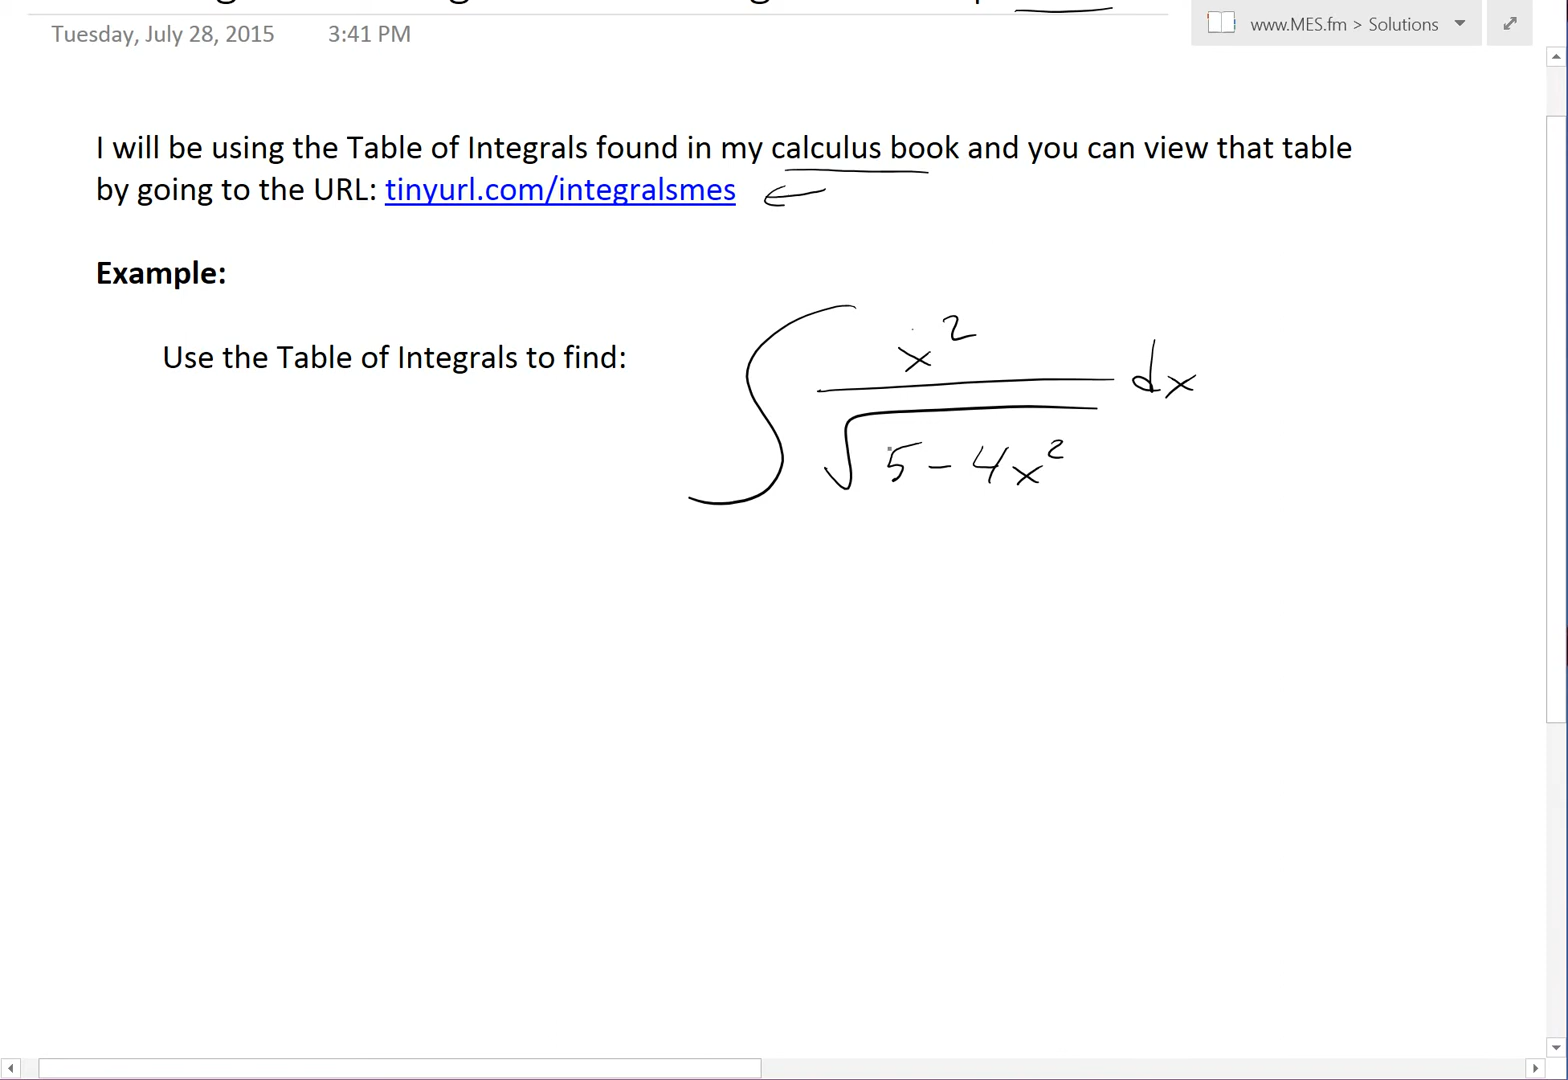 Tuesday, July 28, 2015 3:41 PM
www.MES.fm > Solutions
I will be using the Table of Integrals found in my calculus book and you can view that table
by going to the URL: tinyurl.com/integralsmes
Example:
Use the Table of Integrals to find: ∫ x² / √(5 - 4x²) dx